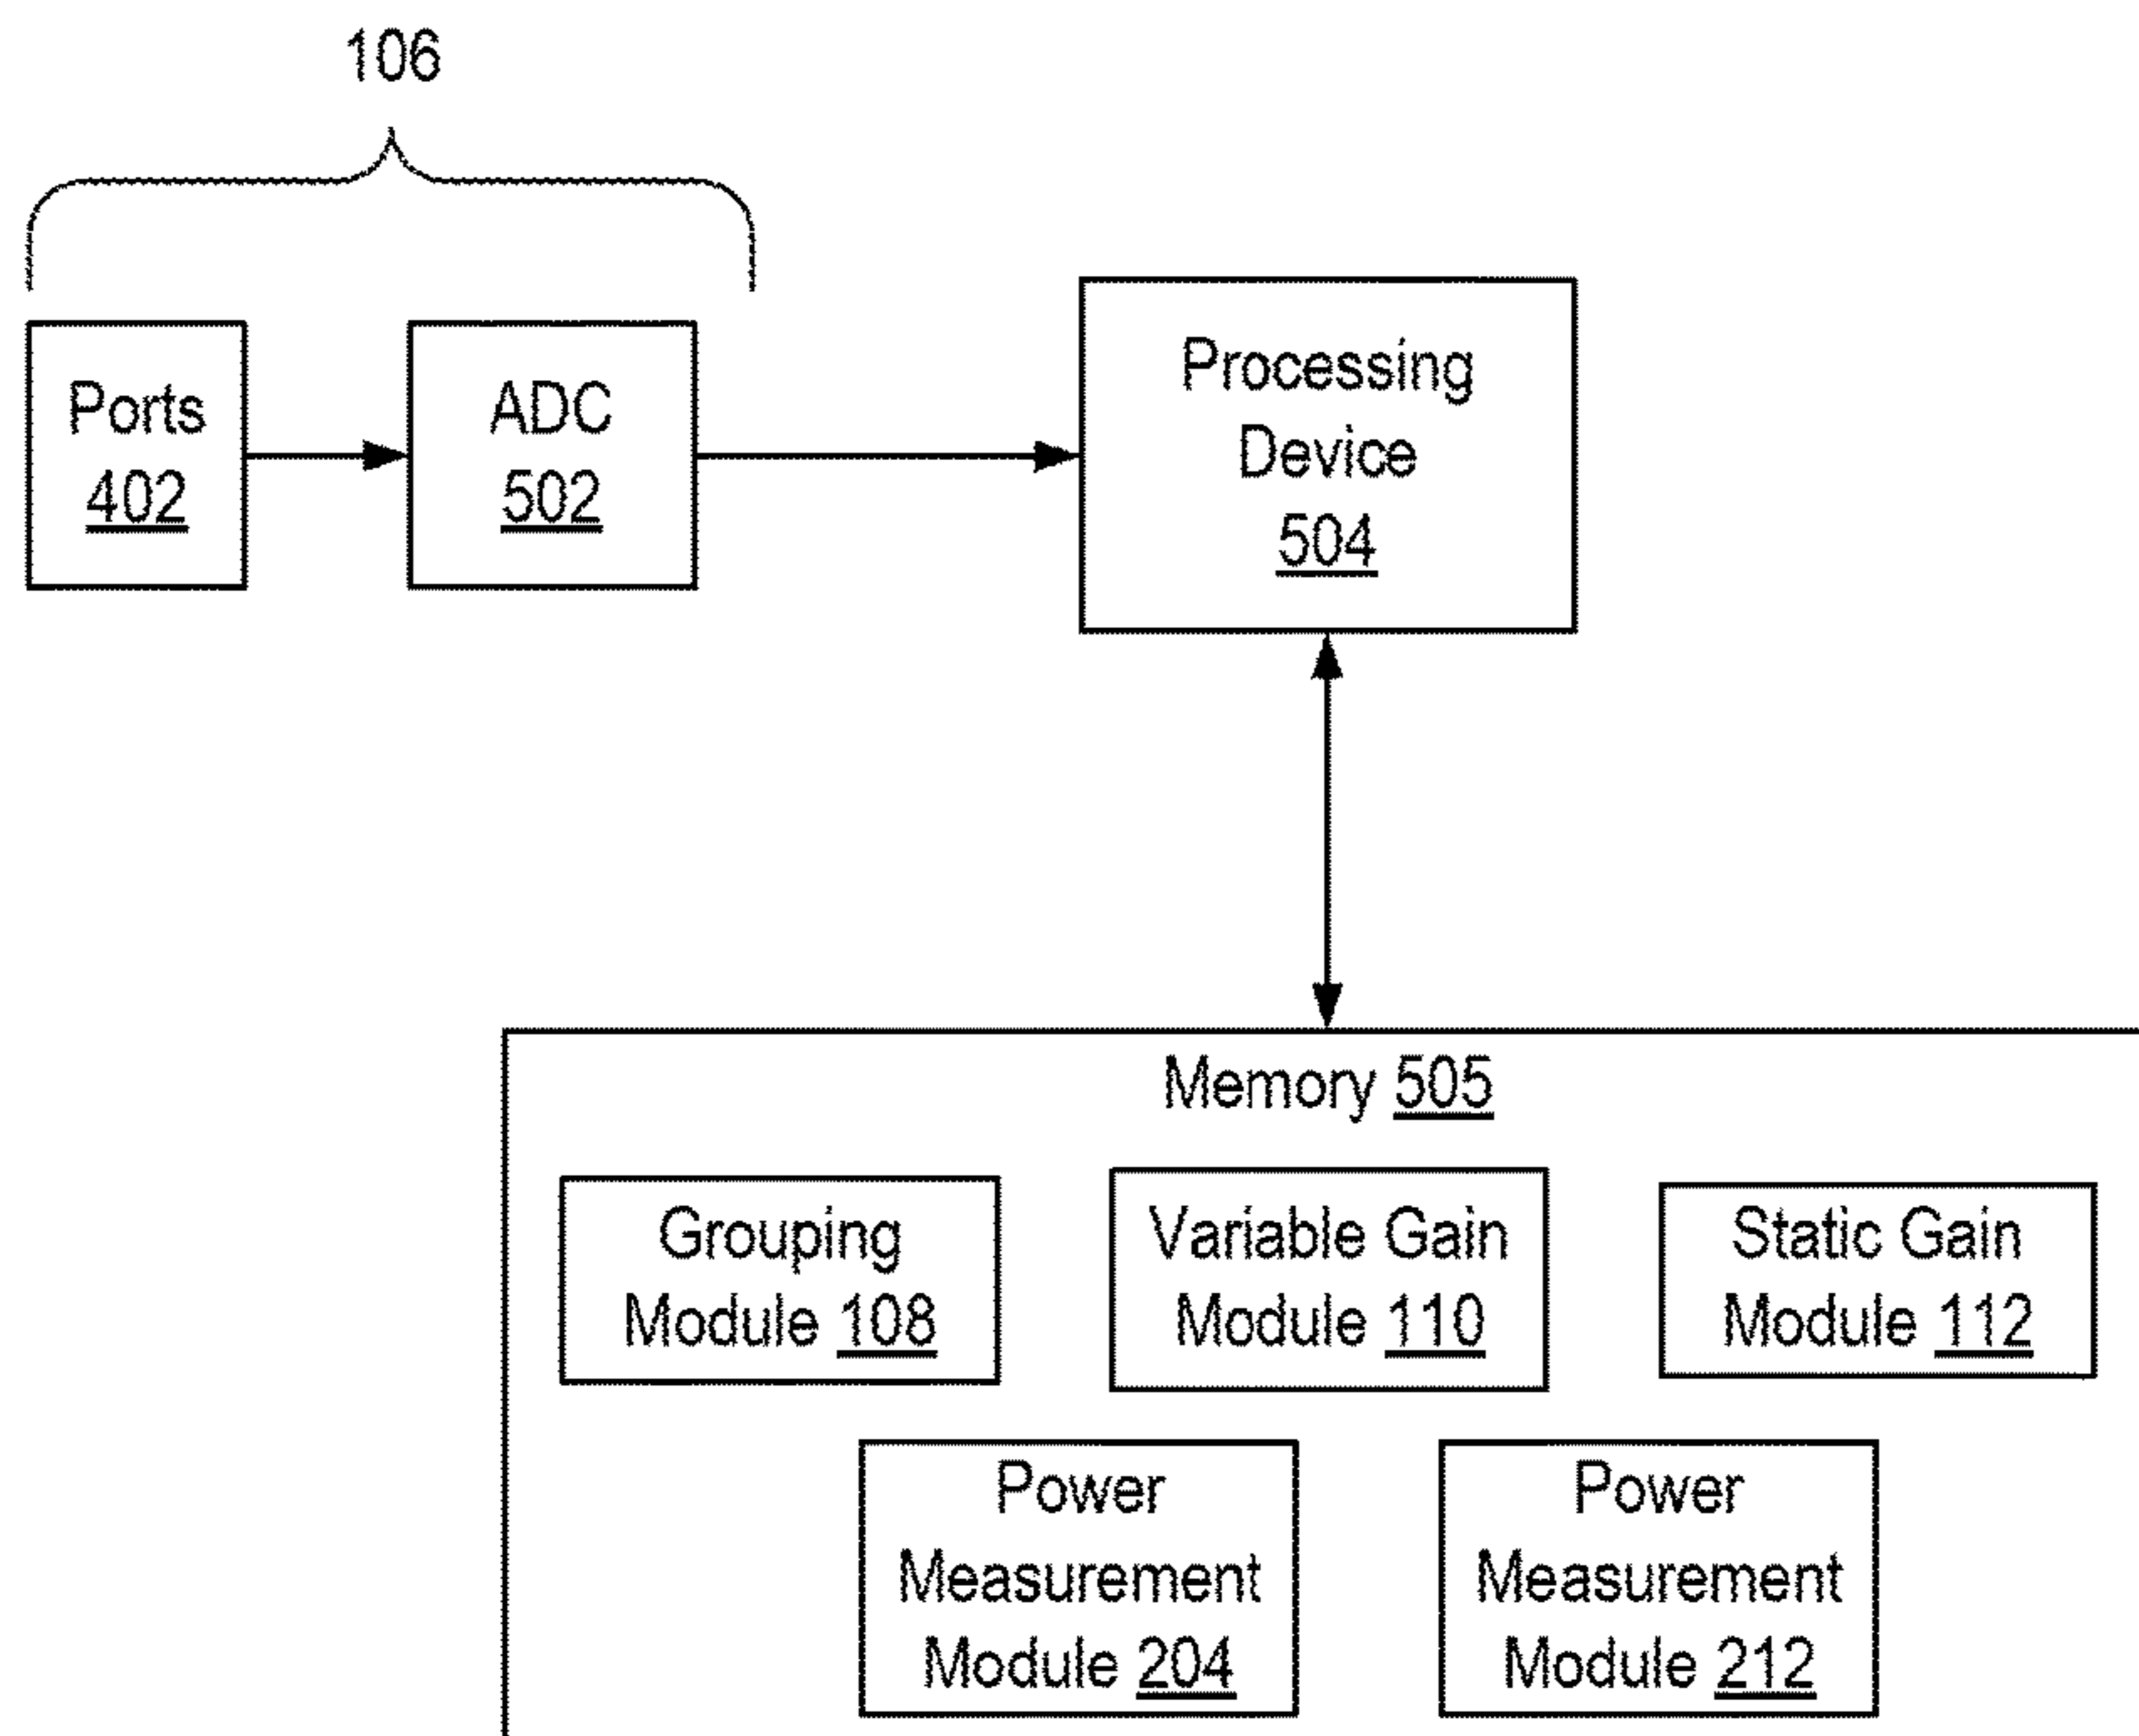 106
Ports
402
ADC
502
Processing
Device
504
Memory 505
Grouping
Module 108
Variable Gain
Module 110
Static Gain
Module 112
Power
Measurement
Module 204
Power
Measurement
Module 212